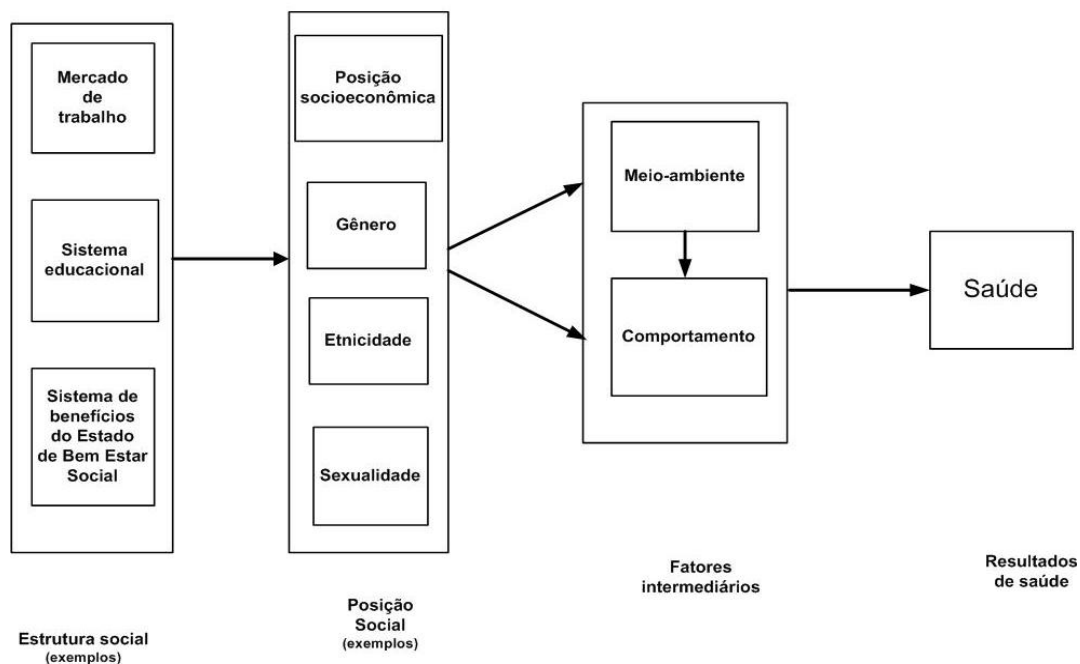 Mercado
de
trabalho
Sistema
educacional
Sistema de
benefícios
do Estado
de Bem Estar
Social
Estrutura social
(exemplos)
Posição
socioeconômica
Gênero
Etnicidade
Sexualidade
Posição
Social
(exemplos)
Meio-ambiente
Comportamento
Fatores
intermediários
Saúde
Resultados
de saúde